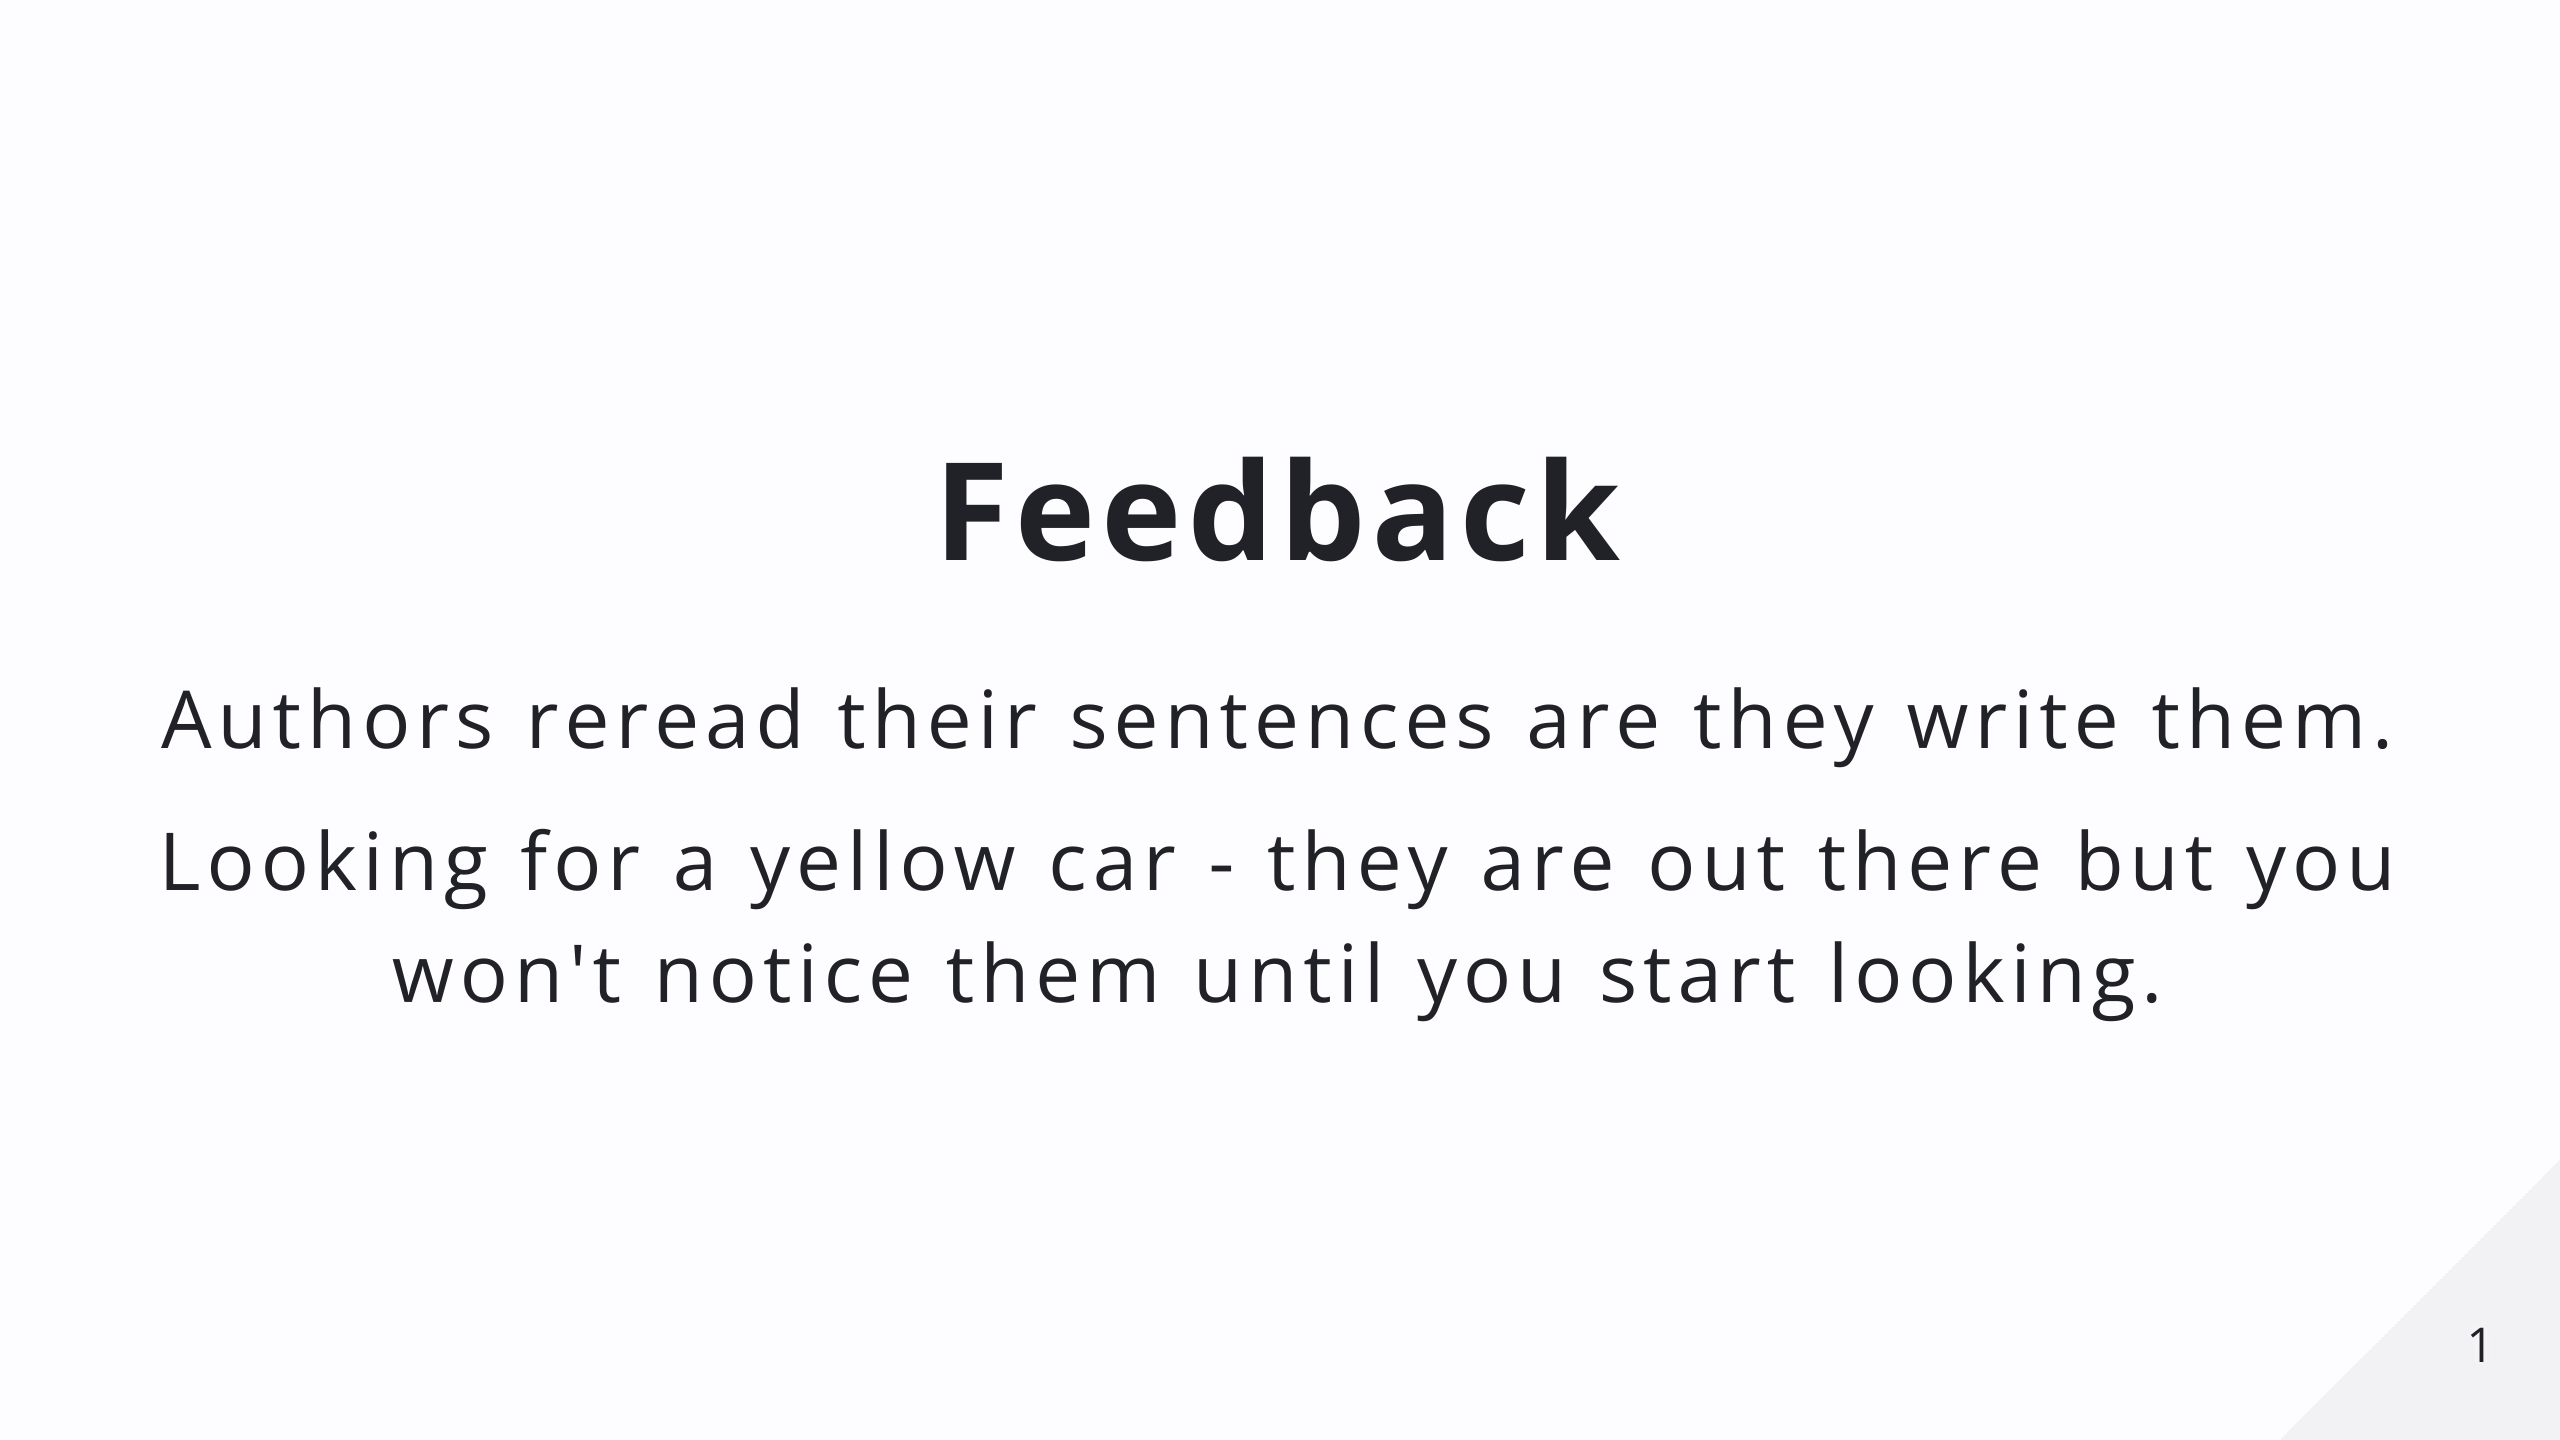 Feedback
Authors reread their sentences are they write them.
Looking for a yellow car - they are out there but you
won't notice them until you start looking.
1